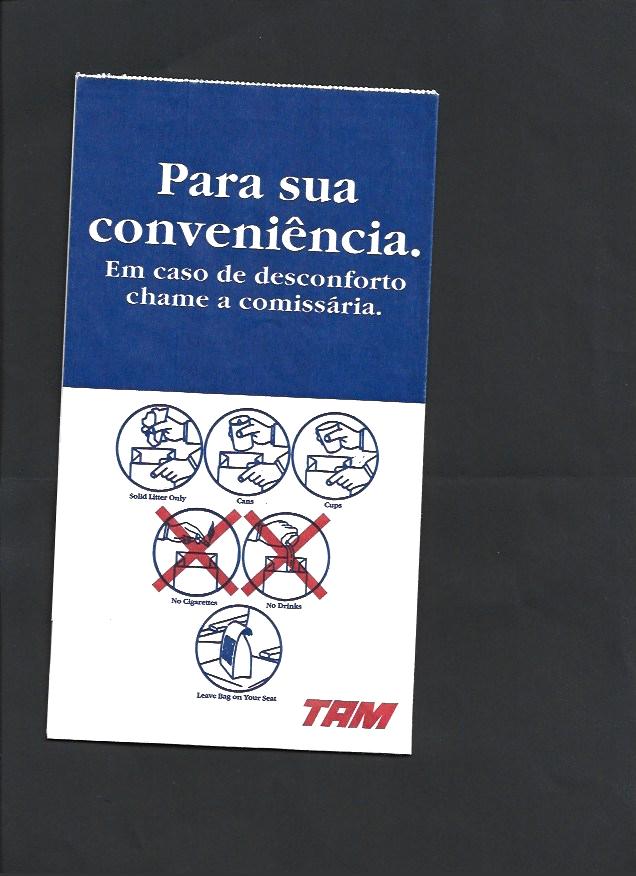 Para sua
conveniência.
Em caso de desconforto
chame a comissária.
Solid Litter Only
Cans
Cups
No Cigarettes
No Drinks
Leave Bag on Your Seat
TAM